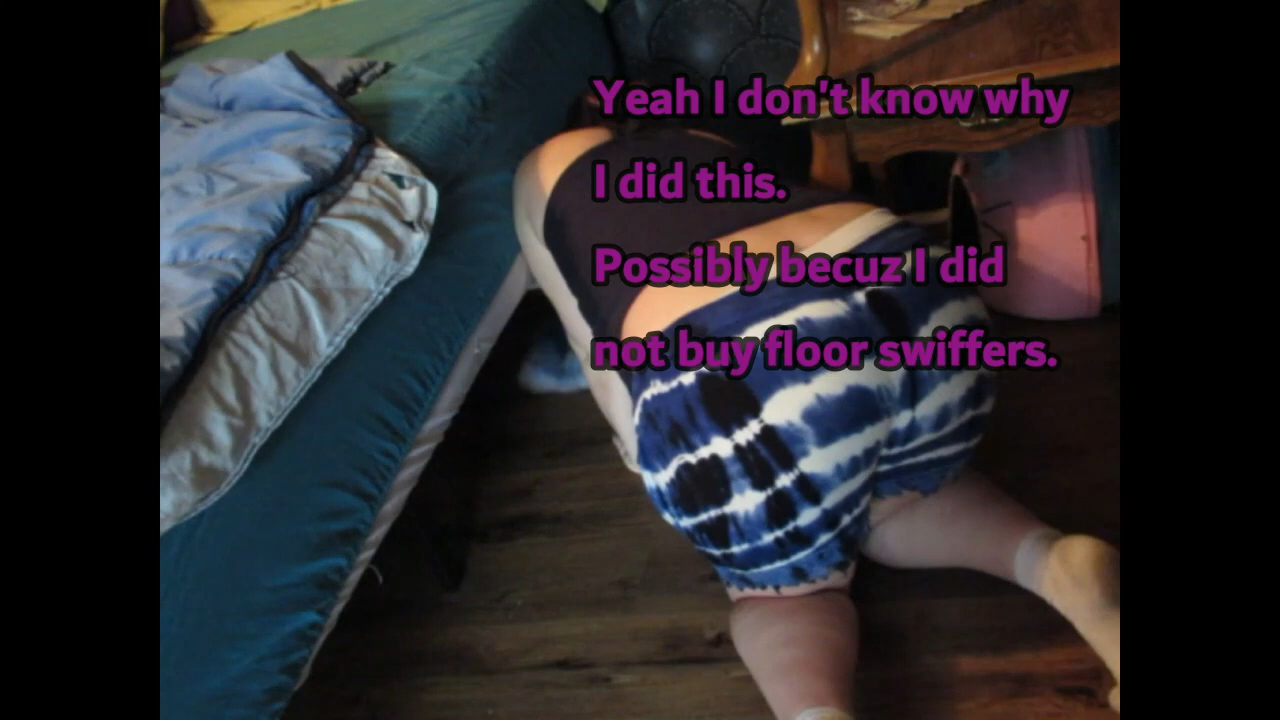 Yeah I don't know why
I did this.
Possibly becuz I did
not buy floor swiffers.